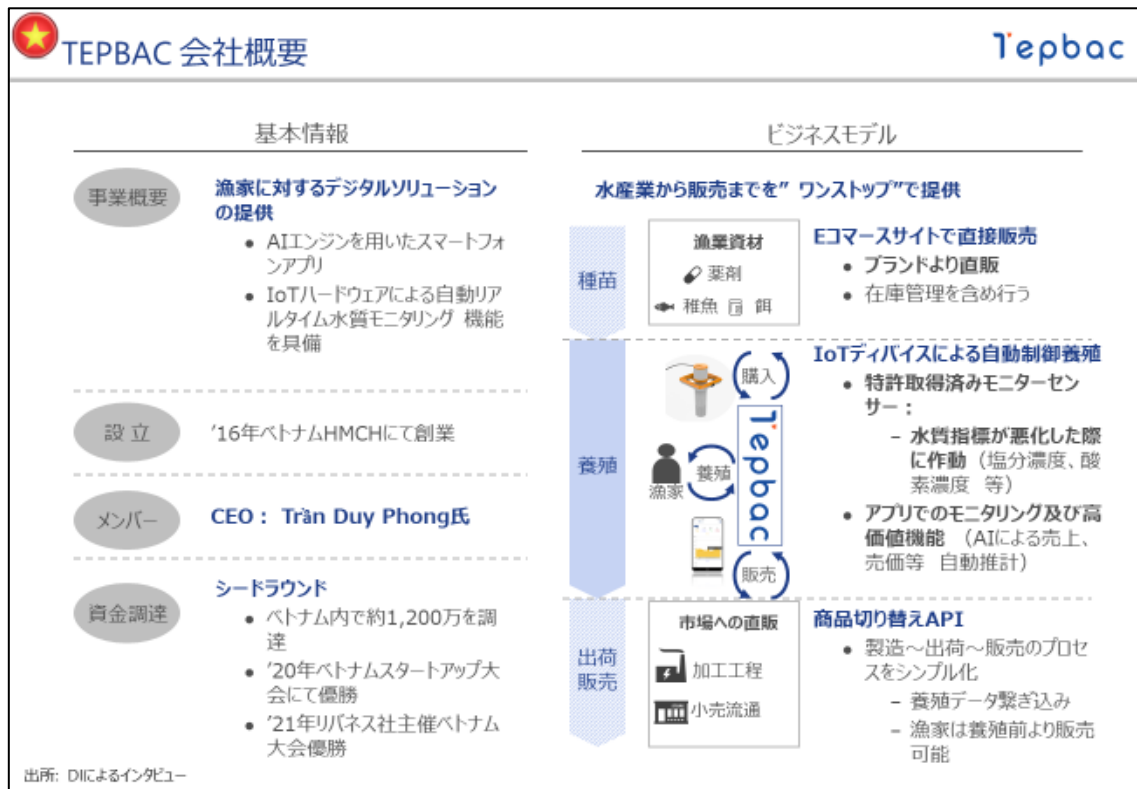 TEPBAC 会社概要
Tepbac
基本情報
事業概要
漁家に対するデジタルソリューション
の提供
• AIエンジンを用いたスマートフォ
ンアプリ
• IoTハードウェアによる自動リア
ルタイム水質モニタリング 機能
を具備
設 立
’16年ベトナムHMCHにて創業
メンバー
CEO： Trần Duy Phong氏
資金調達
シードラウンド
• ベトナム内で約1,200万を調
達
• ’20年ベトナムスタートアップ大
会にて優勝
• ’21年リバネス社主催ベトナム
大会優勝
ビジネスモデル
水産業から販売までを” ワンストップ”で提供
種苗
漁業資材
薬剤
稚魚 餌
Eコマースサイトで直接販売
• ブランドより直販
• 在庫管理を含め行う
養殖
購入
Tepbac
養殖
漁家
販売
IoTディバイスによる自動制御養殖
• 特許取得済みモニターセン
サー：
– 水質指標が悪化した際
に作動（塩分濃度、酸
素濃度 等）
• アプリでのモニタリング及び高
価値機能 （AIによる売上、
売価等 自動推計）
出荷
販売
市場への直販
加工工程
小売流通
商品切り替えAPI
• 製造～出荷～販売のプロセ
スをシンプル化
– 養殖データ繋ぎ込み
– 漁家は養殖前より販売
可能
出所: DIによるインタビュー